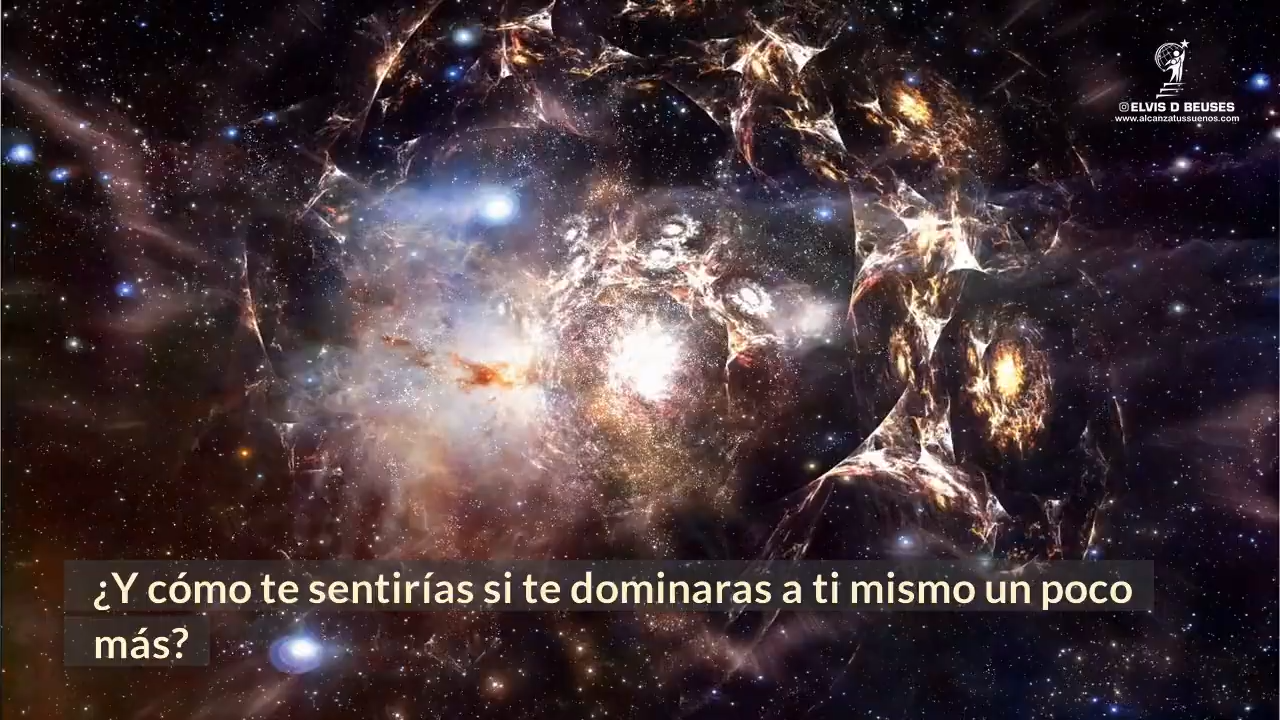 ELVIS D BEUSES
www.alcanzatussuenos.com
¿Y cómo te sentirías si te dominaras a ti mismo un poco
más?